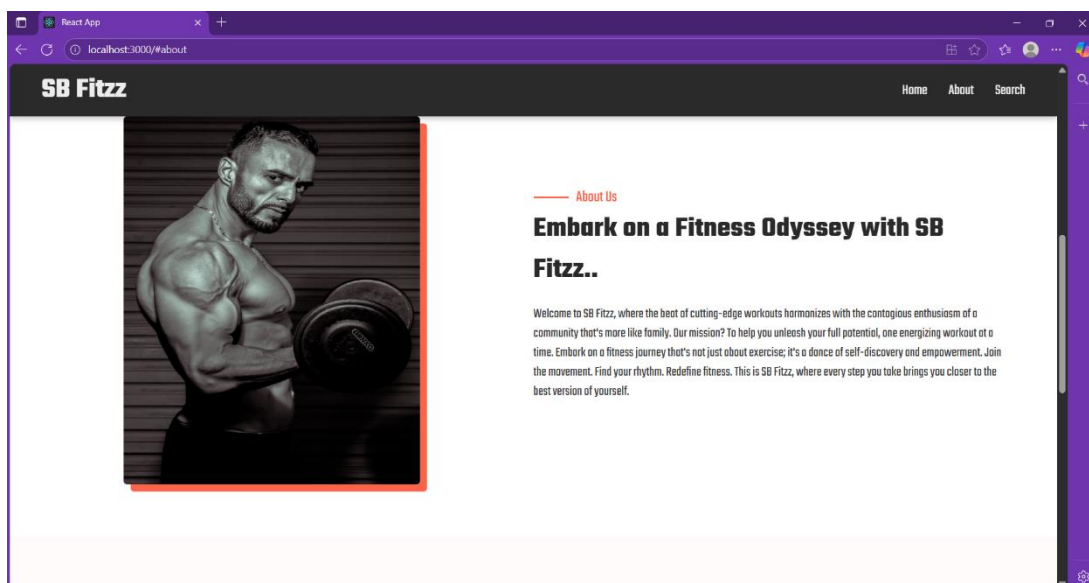 React App
localhost:3000/#about
SB Fitzz
Home About Search
About Us
Embark on a Fitness Odyssey with SB
Fitzz..
Welcome to SB Fitzz, where the beat of cutting-edge workouts harmonizes with the contagious enthusiasm of a
community that's more like family. Our mission? To help you unleash your full potential, one energizing workout at a
time. Embark on a fitness journey that's not just about exercise; it's a dance of self-discovery and empowerment. Join
the movement. Find your rhythm. Redefine fitness. This is SB Fitzz, where every step you take brings you closer to the
best version of yourself.